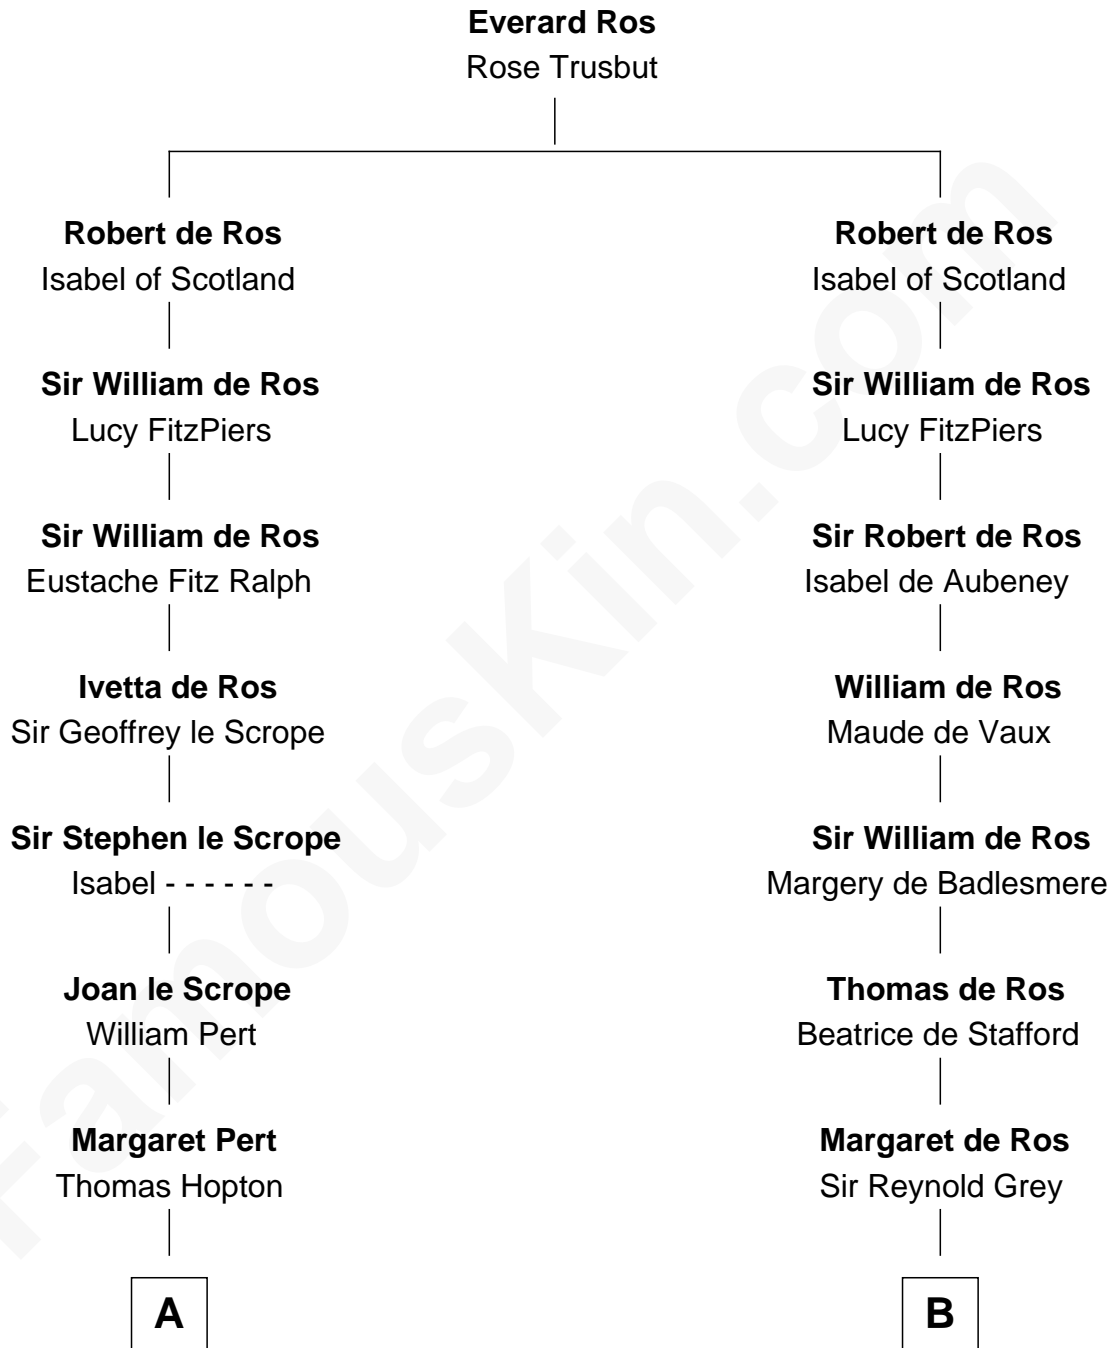 Everard Ros
Rose Trusbut
Robert de Ros
Isabel of Scotland
Sir William de Ros
Lucy FitzPiers
Sir William de Ros
Eustache Fitz Ralph
Ivetta de Ros
Sir Geoffrey le Scrope
Sir Stephen le Scrope
Isabel - - - - - -
Joan le Scrope
William Pert
Margaret Pert
Thomas Hopton
A
Robert de Ros
Isabel of Scotland
Sir William de Ros
Lucy FitzPiers
Sir Robert de Ros
Isabel de Aubeney
William de Ros
Maude de Vaux
Sir William de Ros
Margery de Badlesmere
Thomas de Ros
Beatrice de Stafford
Margaret de Ros
Sir Reynold Grey
B
FamousKin.com